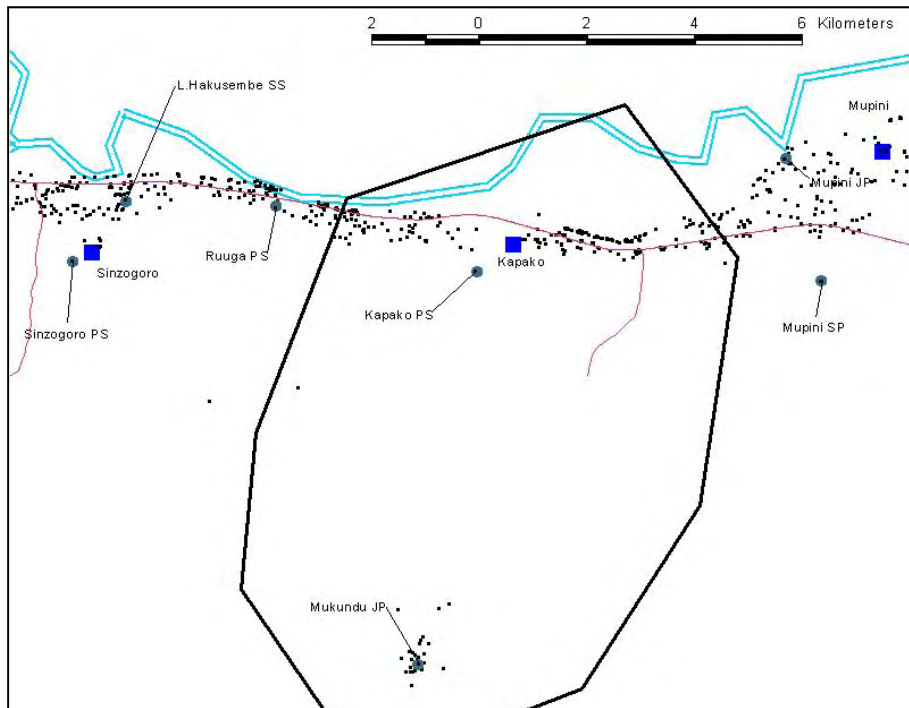 2 0 2 4 6 Kilometers
L.Hakusembe SS
Mupini
Mupini JP
Ruuga PS
Kapako
Sinzogoro
Kapako PS
Mupini SP
Sinzogoro PS
Mukundu JP